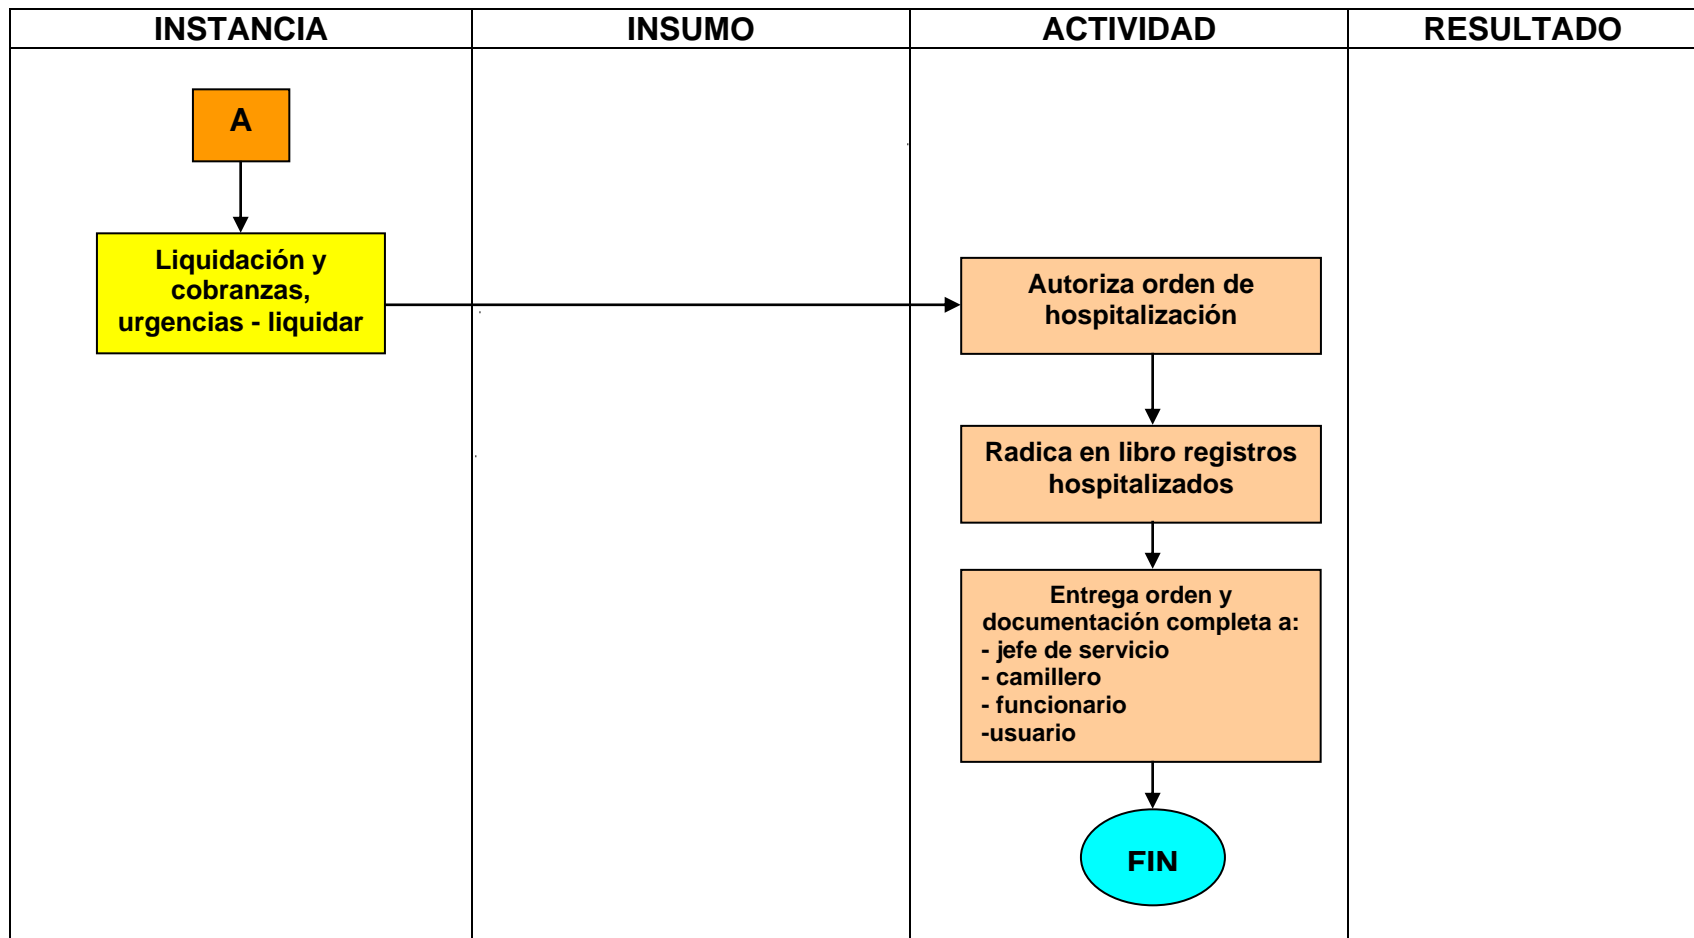 INSTANCIA
INSUMO
ACTIVIDAD
RESULTADO
A
Liquidación y
cobranzas,
urgencias - liquidar
Autoriza orden de
hospitalización
Radica en libro registros
hospitalizados
Entrega orden y
documentación completa a:
- jefe de servicio
- camillero
- funcionario
-usuario
FIN